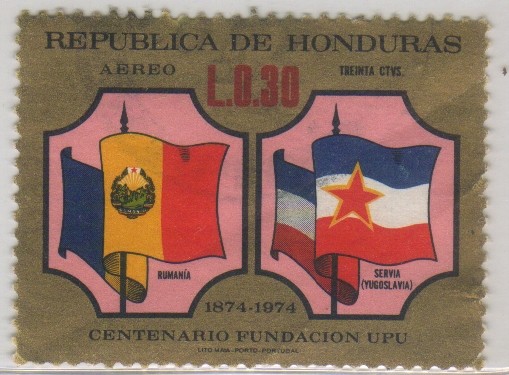 REPUBLICA DE HONDURAS
AEREO L.0.30 TREINTA CTVS.
RUMANÍA
SERVIA
(YUGOSLAVIA)
1874-1974
CENTENARIO FUNDACION UPU
LITO MAIA-PORTO-PORTUGAL